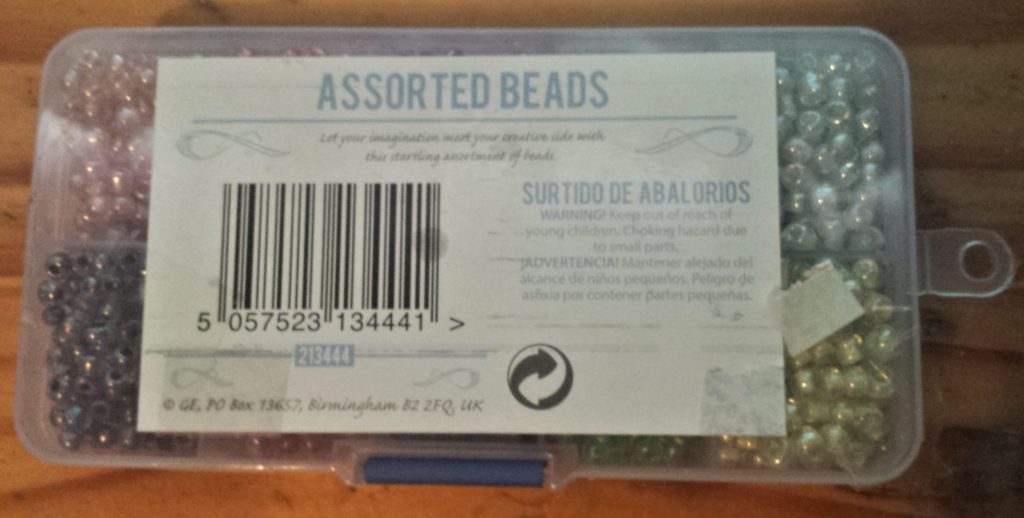 ASSORTED BEADS
Let your imagination meet your creative side with
this startling assortment of beads.
SURTIDO DE ABALORIOS
WARNING! Keep out of reach of
young children. Choking hazard due
to small parts.
¡ADVERTENCIA! Mantener alejado del
alcance de niños pequeños. Peligro de
asfixia por contener partes pequeñas.
5 057523 134441 >
213444
© GE, PO Box 13657, Birmingham B2 2FQ, UK